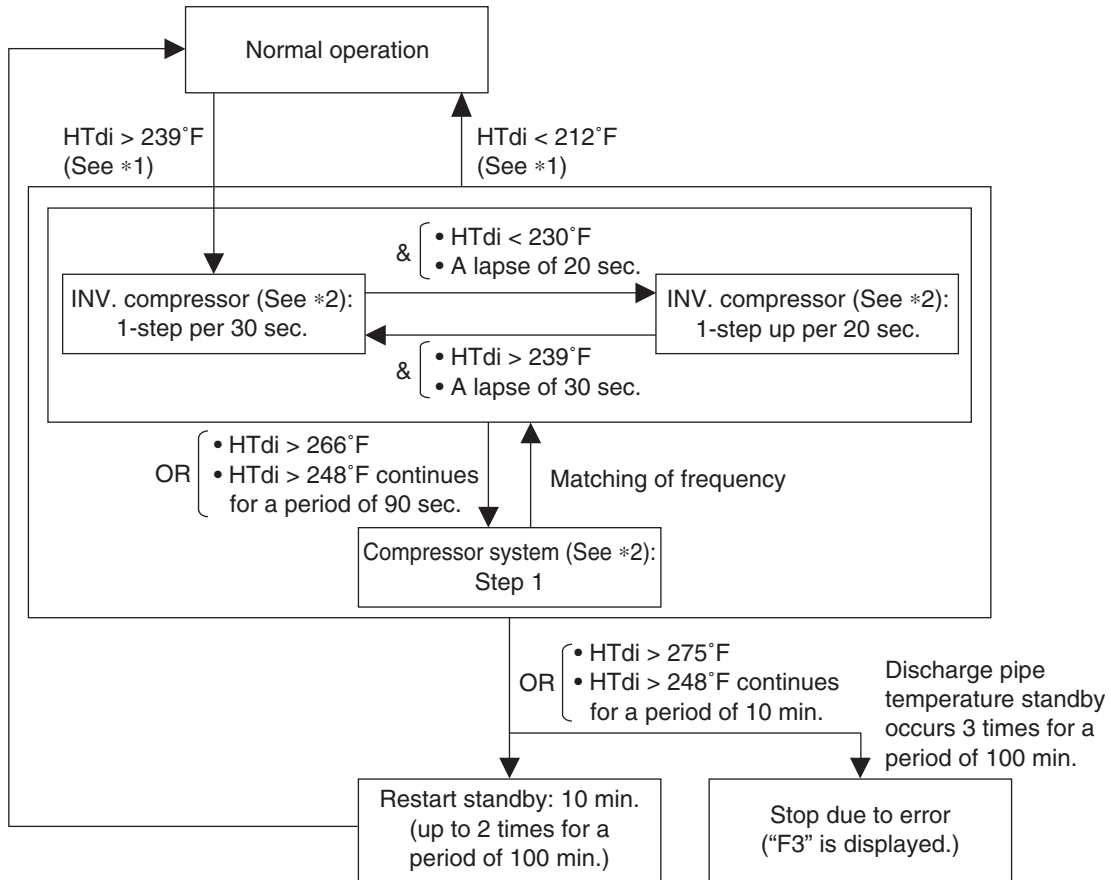 Normal operation
HTdi > 239˚F
(See *1)
HTdi < 212˚F
(See *1)
&
• HTdi < 230˚F
• A lapse of 20 sec.
INV. compressor (See *2):
1-step per 30 sec.
INV. compressor (See *2):
1-step up per 20 sec.
&
• HTdi > 239˚F
• A lapse of 30 sec.
OR
• HTdi > 266˚F
• HTdi > 248˚F continues
for a period of 90 sec.
Matching of frequency
Compressor system (See *2):
Step 1
OR
• HTdi > 275˚F
• HTdi > 248˚F continues
for a period of 10 min.
Discharge pipe
temperature standby
occurs 3 times for a
period of 100 min.
Restart standby: 10 min.
(up to 2 times for a
period of 100 min.)
Stop due to error
(“F3” is displayed.)